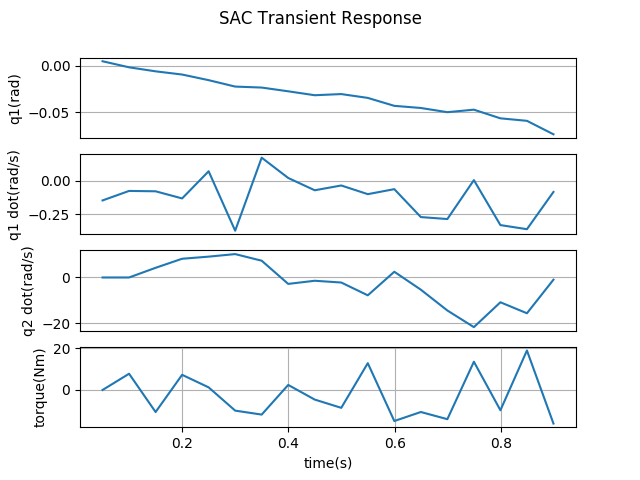 SAC Transient Response
q1(rad)
0.00
−0.05
q1 dot(rad/s)
0.00
−0.25
q2 dot(rad/s)
0
−20
torque(Nm)
20
0
0.2 0.4 0.6 0.8
time(s)